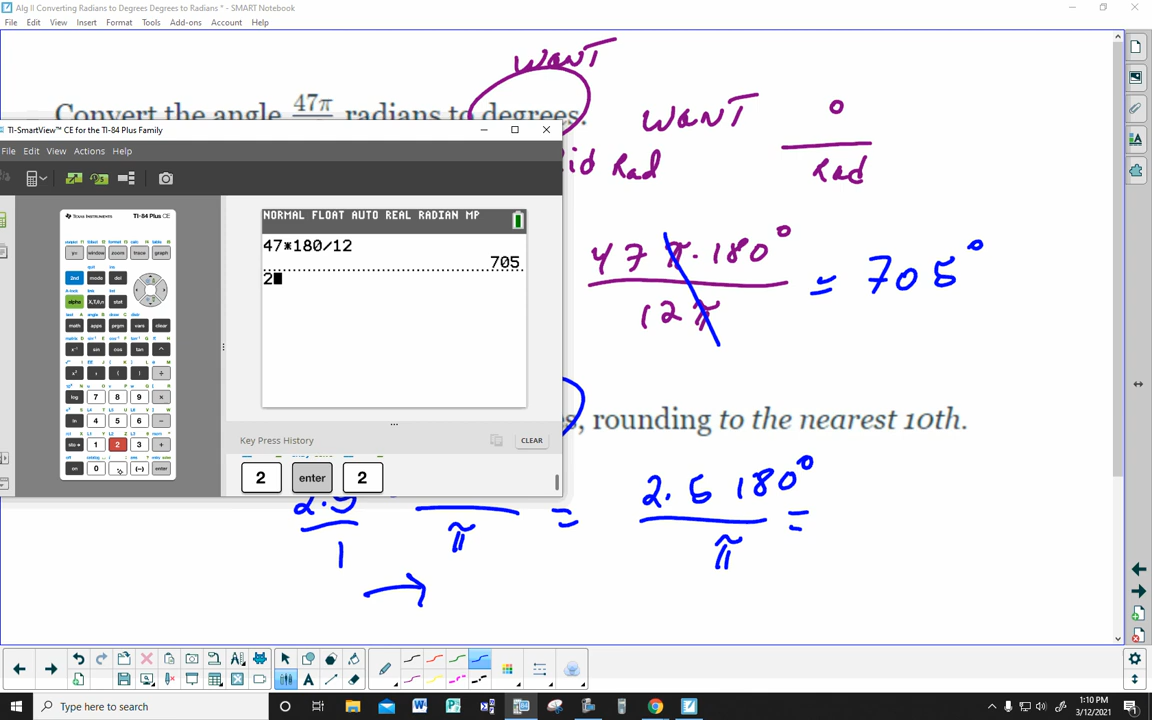 Alg II Converting Radians to Degrees Degrees to Radians * - SMART Notebook
File Edit View Insert Format Tools Add-ons Account Help
WANT
Convert the angle 47π radians to degrees.
WANT °
Rad
id Rad
TI-SmartView™ CE for the TI-84 Plus Family
File Edit View Actions Help
NORMAL FLOAT AUTO REAL RADIAN MP
47*180/12
705
2
47π·180°
12π
= 705°
Key Press History
CLEAR
2 enter 2
s, rounding to the nearest 10th.
2.5
1
π
=
2.5 180°
π
=
Type here to search
1:10 PM
3/12/2021